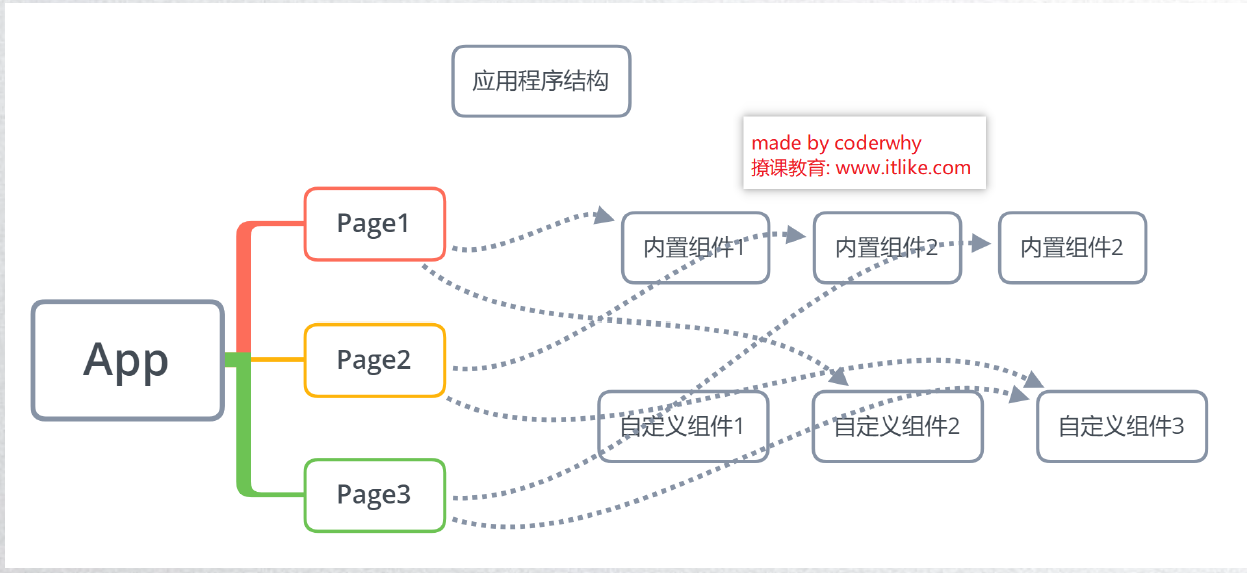 应用程序结构
made by coderwhy
撩课教育: www.itlike.com
Page1
内置组件1
内置组件2
内置组件2
App
Page2
自定义组件1
自定义组件2
自定义组件3
Page3